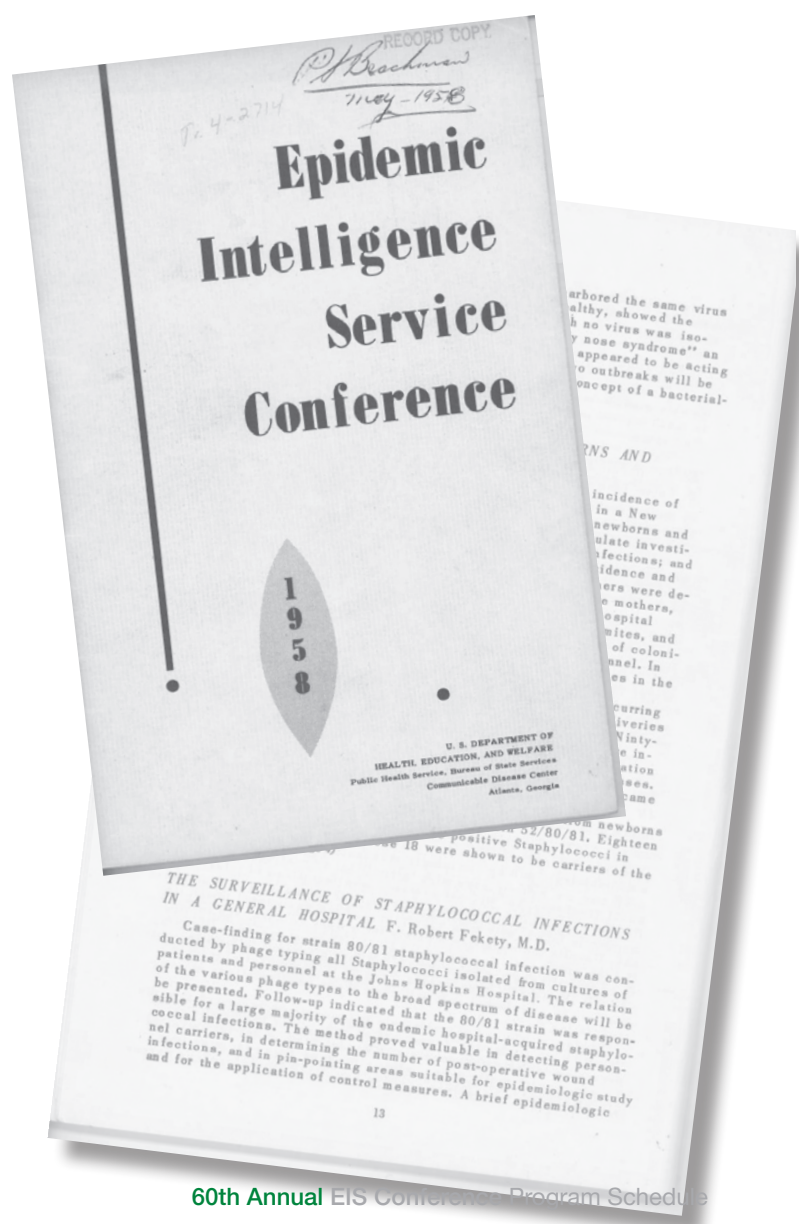 RECORD COPY.
P S Brachman
May - 1958
Tr. 4-2714
Epidemic
Intelligence
Service
Conference
1
9
5
8
U. S. DEPARTMENT OF
HEALTH, EDUCATION, AND WELFARE
Public Health Service, Bureau of State Services
Communicable Disease Center
Atlanta, Georgia
arbored the same virus
althy, showed the
h no virus was iso-
y nose syndrome" an
appeared to be acting
o outbreaks will be
oncept of a bacterial-
RNS AND
incidence of
in a New
newborns and
ulate investi-
nfections; and
idence and
ers were de-
e mothers,
ospital
mites, and
of coloni-
nnel. In
es in the
curring
iveries
Ninty-
e in-
ation
oses.
came
om newborns
52/80/81. Eighteen
positive Staphylococci in
18 were shown to be carriers of the
THE SURVEILLANCE OF STAPHYLOCOCCAL INFECTIONS
IN A GENERAL HOSPITAL F. Robert Fekety, M.D.
Case-finding for strain 80/81 staphylococcal infection was con-
ducted by phage typing all Staphylococci isolated from cultures of
patients and personnel at the Johns Hopkins Hospital. The relation
of the various phage types to the broad spectrum of disease will be
be presented. Follow-up indicated that the 80/81 strain was respon-
sible for a large majority of the endemic hospital-acquired staphylo-
coccal infections. The method proved valuable in detecting person-
nel carriers, in determining the number of post-operative wound
infections, and in pin-pointing areas suitable for epidemiologic study
and for the application of control measures. A brief epidemiologic
13
60th Annual EIS Conference Program Schedule